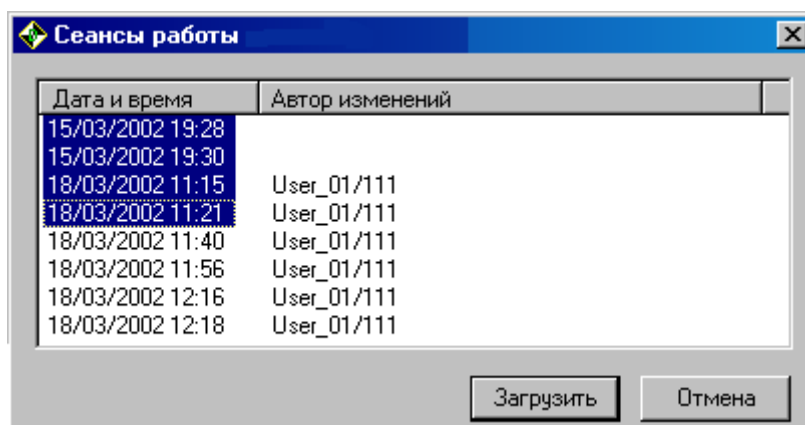 Сеансы работы
Дата и время Автор изменений
15/03/2002 19:28
15/03/2002 19:30
18/03/2002 11:15 User_01/111
18/03/2002 11:21 User_01/111
18/03/2002 11:40 User_01/111
18/03/2002 11:56 User_01/111
18/03/2002 12:16 User_01/111
18/03/2002 12:18 User_01/111
Загрузить Отмена